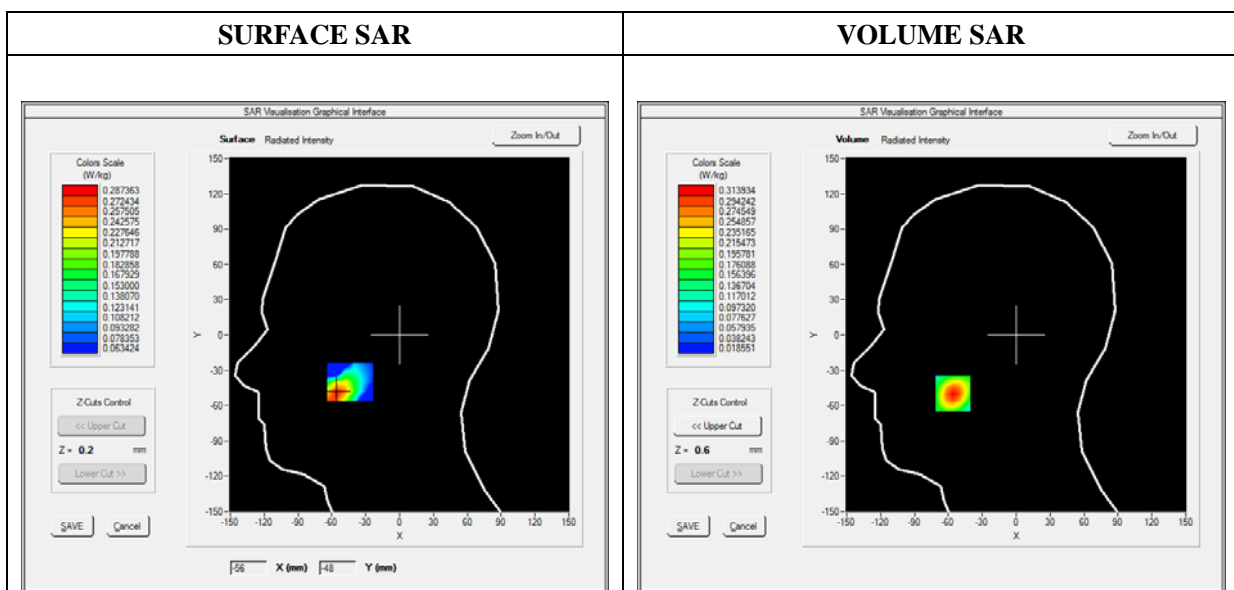 SURFACE SAR
VOLUME SAR
SAR Visualisation Graphical Interface
Surface Radiated Intensity
Zoom In/Out
Colors Scale
(W/kg)
0.287363
0.272434
0.257505
0.242575
0.227646
0.212717
0.197788
0.182858
0.167929
0.153000
0.138070
0.123141
0.108212
0.093282
0.078353
0.063424
Z-Cuts Control
<< Upper Cut
Z = 0.2 mm
Lower Cut >>
SAVE Cancel
150
120
90
60
30
0
-30
-60
-90
-120
-150
Y
-150 -120 -90 -60 -30 0 30 60 90 120 150
X
-56 X (mm) -48 Y (mm)
SAR Visualisation Graphical Interface
Volume Radiated Intensity
Zoom In/Out
Colors Scale
(W/kg)
0.313934
0.294242
0.274549
0.254857
0.235165
0.215473
0.195781
0.176088
0.156396
0.136704
0.117012
0.097320
0.077627
0.057935
0.038243
0.018551
Z-Cuts Control
<< Upper Cut
Z = 0.6 mm
Lower Cut >>
SAVE Cancel
150
120
90
60
30
0
-30
-60
-90
-120
-150
Y
-150 -120 -90 -60 -30 0 30 60 90 120 150
X